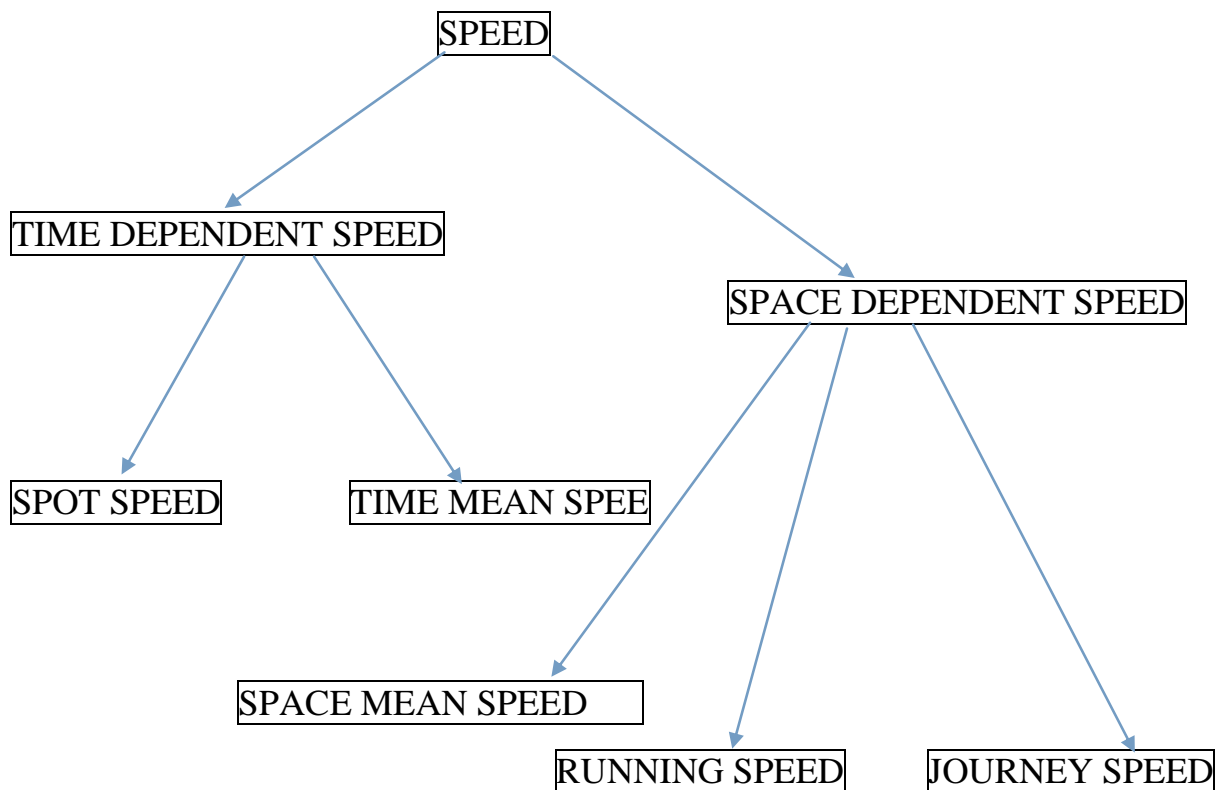 SPEED
TIME DEPENDENT SPEED
SPACE DEPENDENT SPEED
SPOT SPEED
TIME MEAN SPEE
SPACE MEAN SPEED
RUNNING SPEED
JOURNEY SPEED